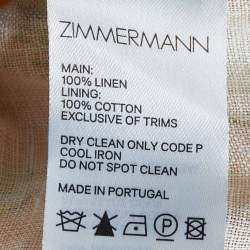 ZIMMERMANN
MAIN:
100% LINEN
LINING:
100% COTTON
EXCLUSIVE OF TRIMS
DRY CLEAN ONLY CODE P
COOL IRON
DO NOT SPOT CLEAN
MADE IN PORTUGAL
P